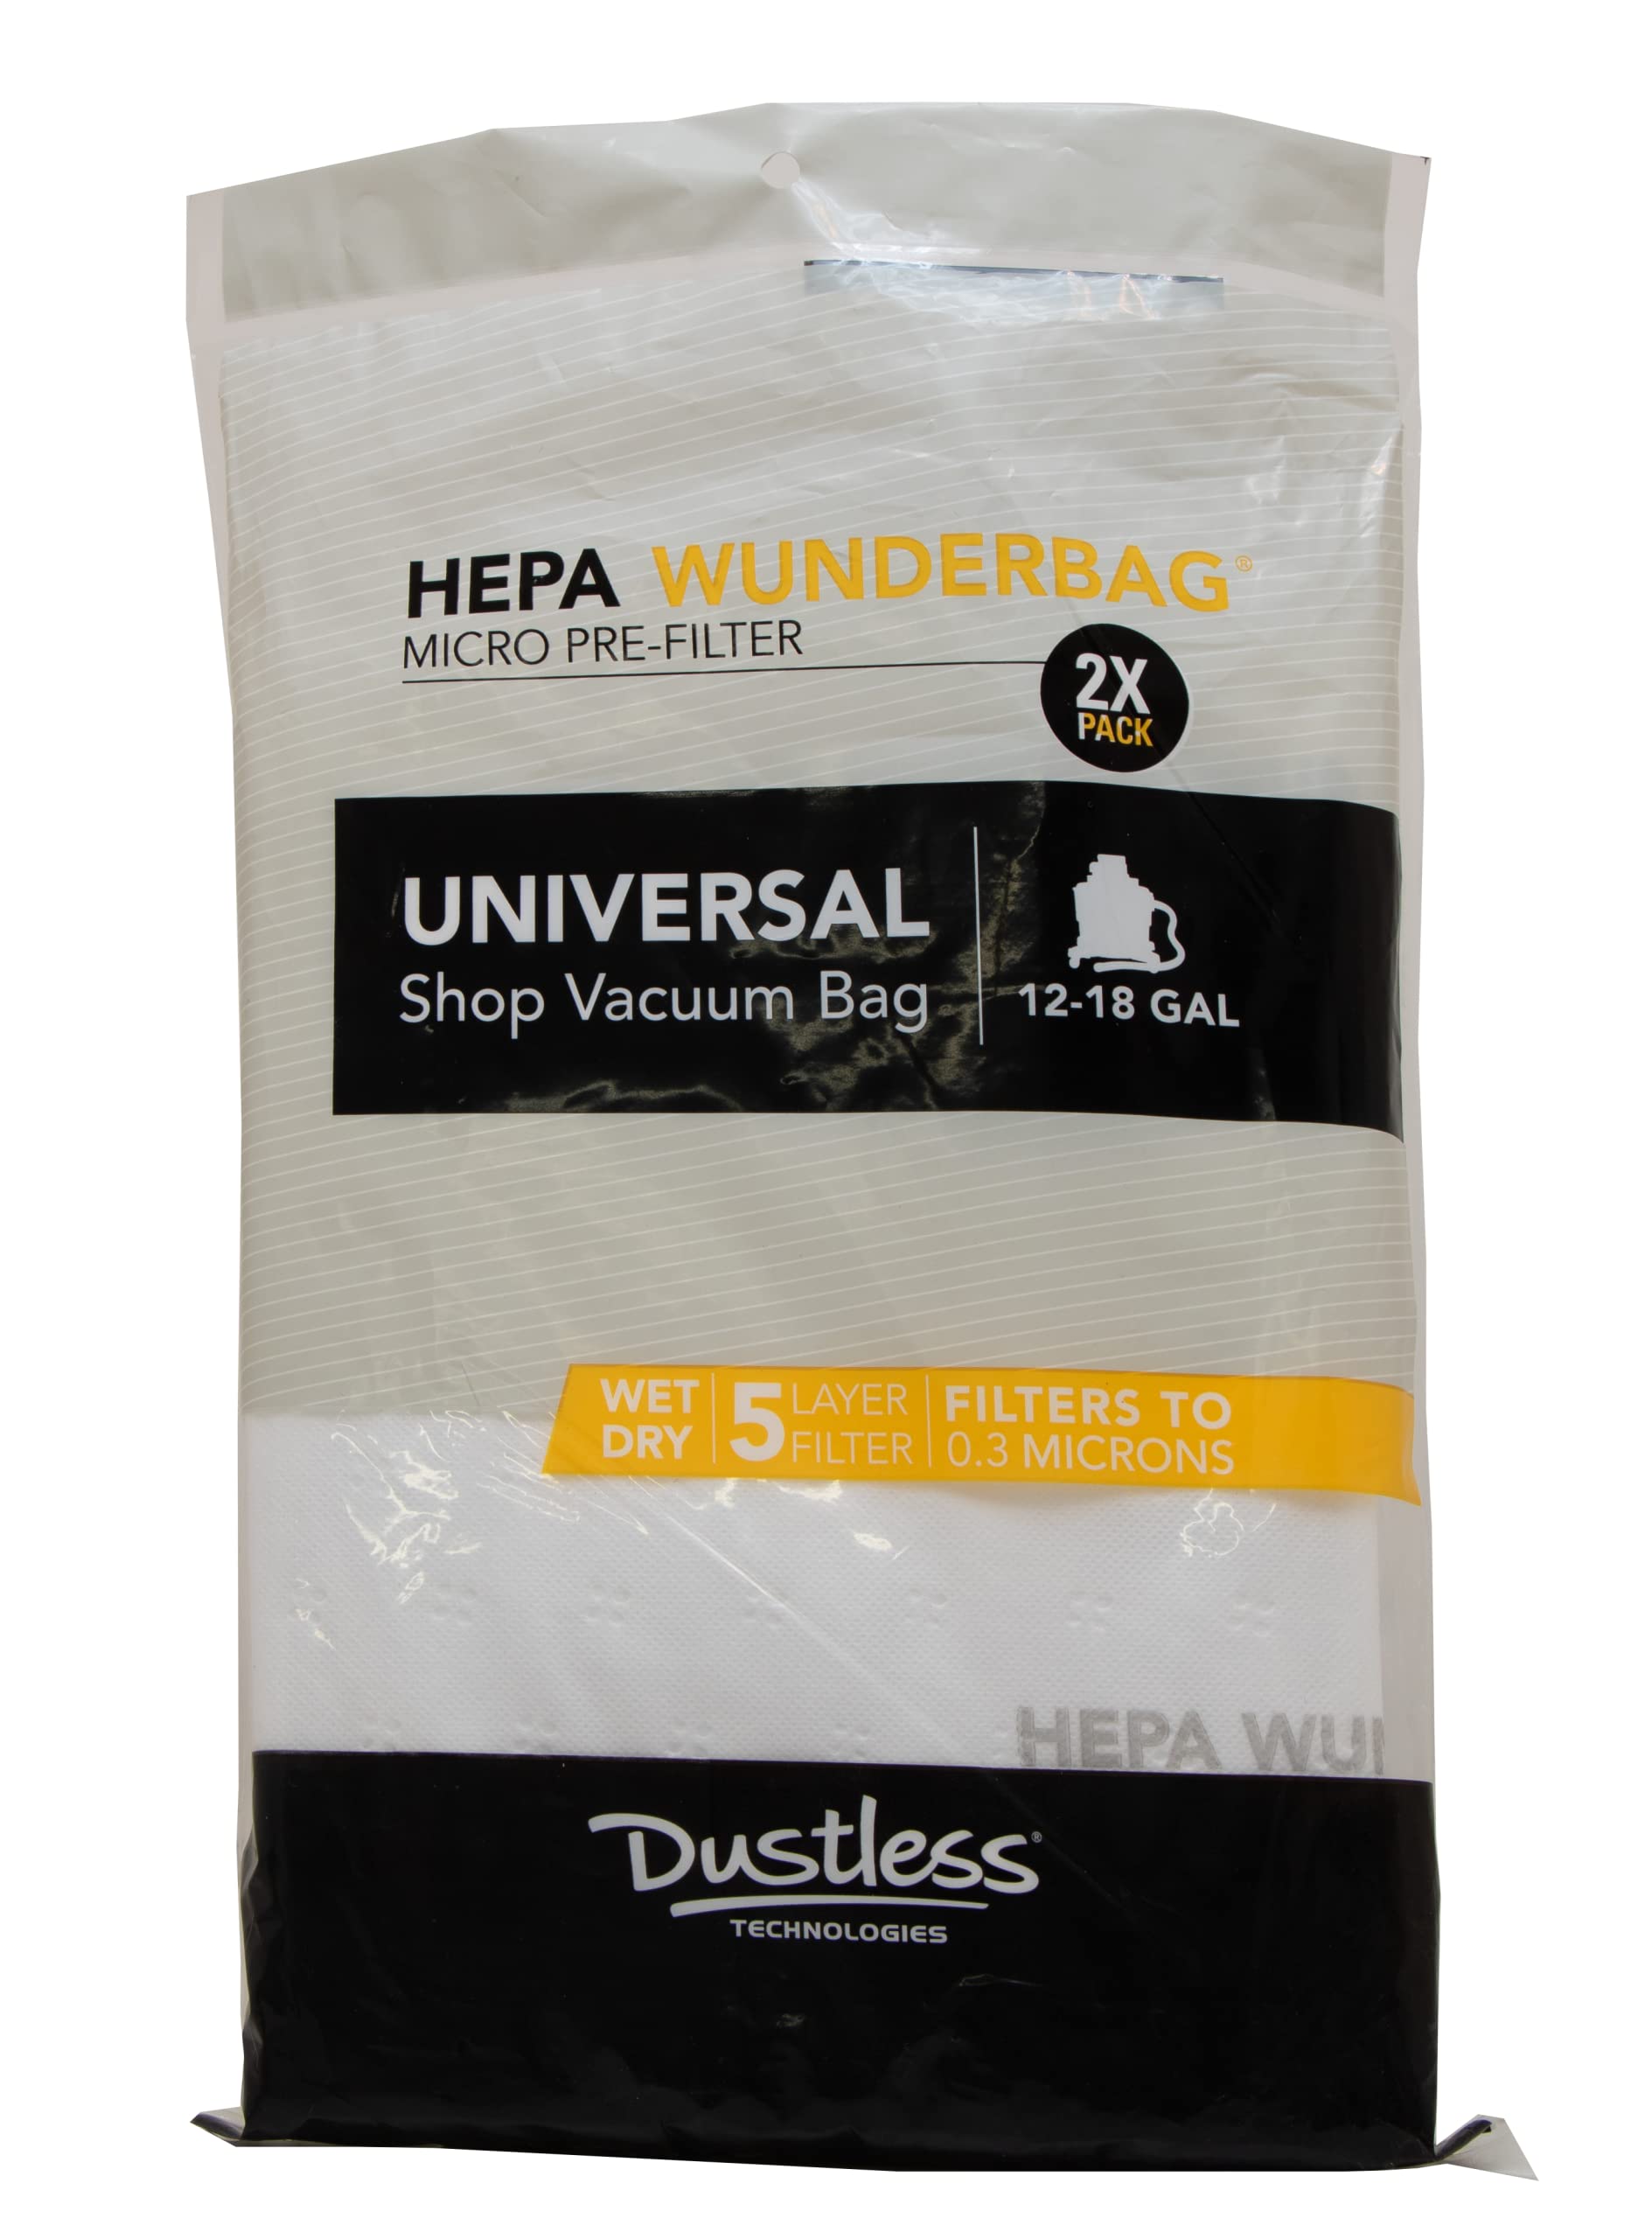 HEPA WUNDERBAG®
MICRO PRE-FILTER
2X
PACK
UNIVERSAL
Shop Vacuum Bag
12-18 GAL
WET
DRY
5
LAYER
FILTER
FILTERS TO
0.3 MICRONS
HEPA WU
Dustless®
TECHNOLOGIES